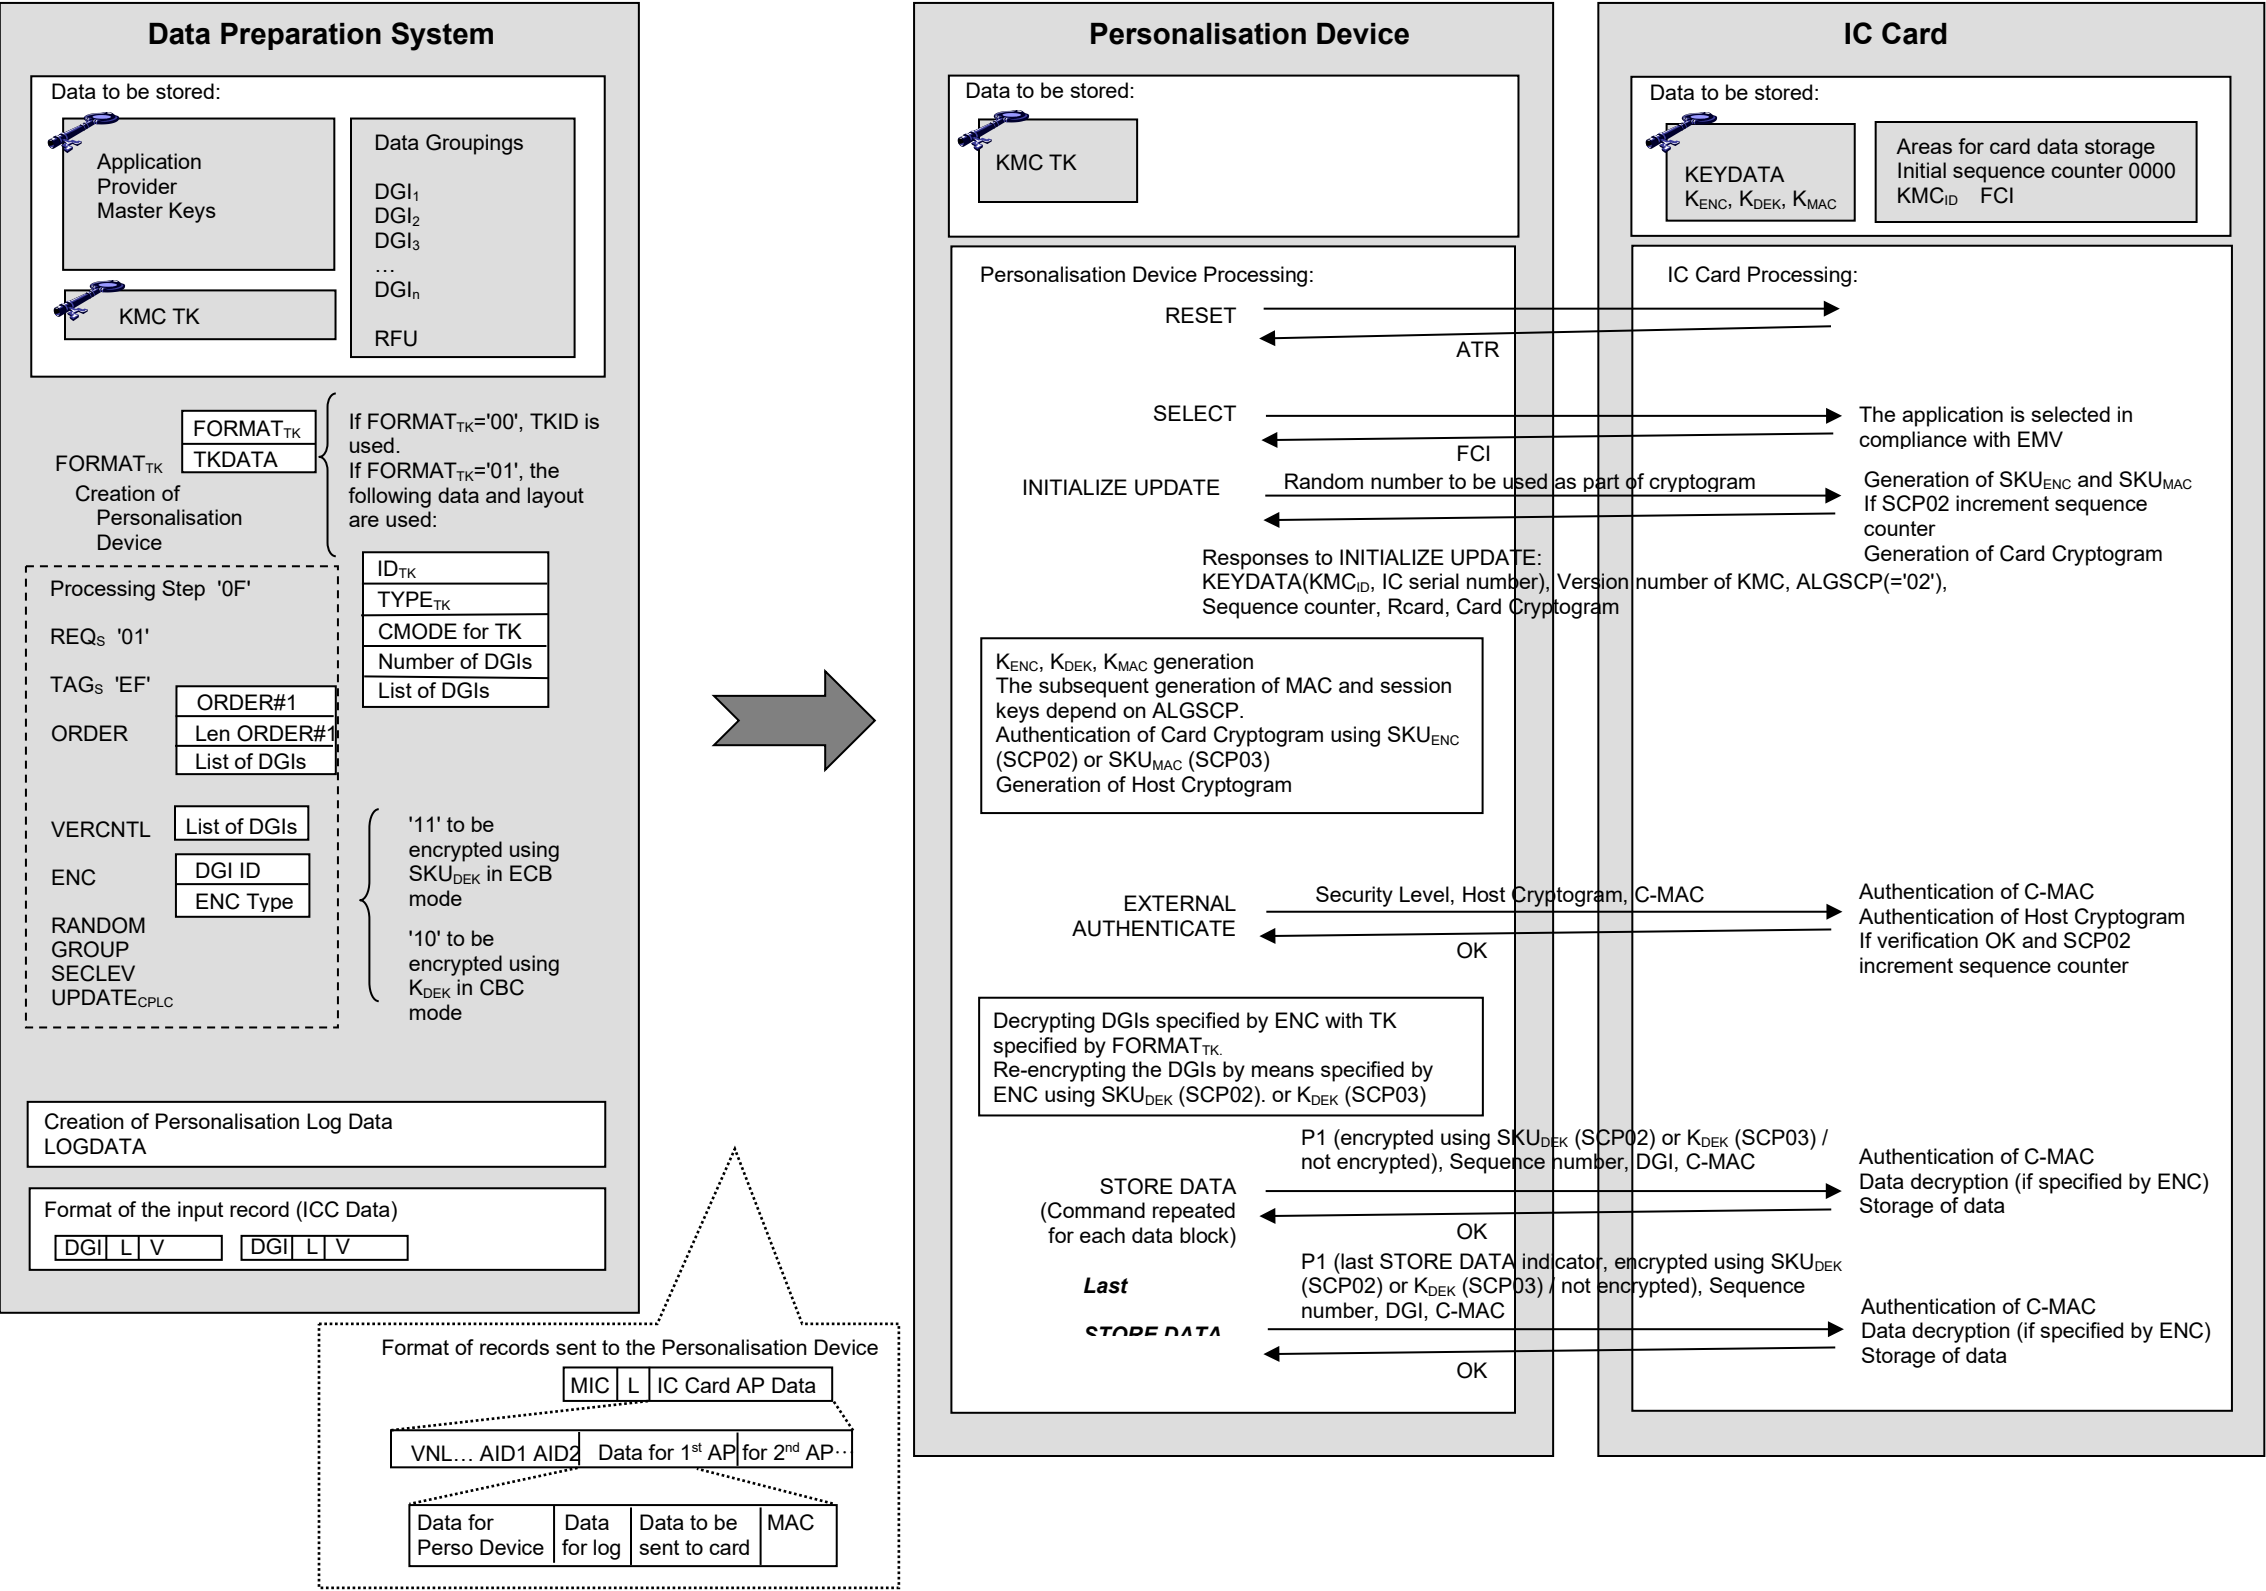 Data Preparation System
Data to be stored:
Application
Provider
Master Keys
KMC TK
Data Groupings
DGI1
DGI2
DGI3
…
DGIn
RFU
FORMATTK
TKDATA
FORMATTK
Creation of
Personalisation
Device
If FORMATTK='00', TKID is
used.
If FORMATTK='01', the
following data and layout
are used:
IDTK
TYPETK
CMODE for TK
Number of DGIs
List of DGIs
Processing Step '0F'
REQS '01'
TAGS 'EF'
ORDER
ORDER#1
Len ORDER#1
List of DGIs
VERCNTL
List of DGIs
ENC
DGI ID
ENC Type
RANDOM
GROUP
SECLEV
UPDATECPLC
'11' to be
encrypted using
SKUDEK in ECB
mode
'10' to be
encrypted using
KDEK in CBC
mode
Creation of Personalisation Log Data
LOGDATA
Format of the input record (ICC Data)
DGI L V DGI L V
Format of records sent to the Personalisation Device
MIC L IC Card AP Data
VNL… AID1 AID2 Data for 1st AP for 2nd AP…
Data for
Perso Device
Data
for log
Data to be
sent to card
MAC
Personalisation Device
Data to be stored:
KMC TK
Personalisation Device Processing:
RESET
ATR
SELECT
FCI
INITIALIZE UPDATE
Random number to be used as part of cryptogram
Responses to INITIALIZE UPDATE:
KEYDATA(KMCID, IC serial number), Version number of KMC, ALGSCP(='02'),
Sequence counter, Rcard, Card Cryptogram
KENC, KDEK, KMAC generation
The subsequent generation of MAC and session
keys depend on ALGSCP.
Authentication of Card Cryptogram using SKUENC
(SCP02) or SKUMAC (SCP03)
Generation of Host Cryptogram
EXTERNAL
AUTHENTICATE
Security Level, Host Cryptogram, C-MAC
OK
Decrypting DGIs specified by ENC with TK
specified by FORMATTK.
Re-encrypting the DGIs by means specified by
ENC using SKUDEK (SCP02). or KDEK (SCP03)
P1 (encrypted using SKUDEK (SCP02) or KDEK (SCP03) /
not encrypted), Sequence number, DGI, C-MAC
STORE DATA
(Command repeated
for each data block)
OK
P1 (last STORE DATA indicator, encrypted using SKUDEK
(SCP02) or KDEK (SCP03) / not encrypted), Sequence
number, DGI, C-MAC
Last
STORE DATA
OK
IC Card
Data to be stored:
KEYDATA
KENC, KDEK, KMAC
Areas for card data storage
Initial sequence counter 0000
KMCID FCI
IC Card Processing:
The application is selected in
compliance with EMV
Generation of SKUENC and SKUMAC
If SCP02 increment sequence
counter
Generation of Card Cryptogram
Authentication of C-MAC
Authentication of Host Cryptogram
If verification OK and SCP02
increment sequence counter
Authentication of C-MAC
Data decryption (if specified by ENC)
Storage of data
Authentication of C-MAC
Data decryption (if specified by ENC)
Storage of data